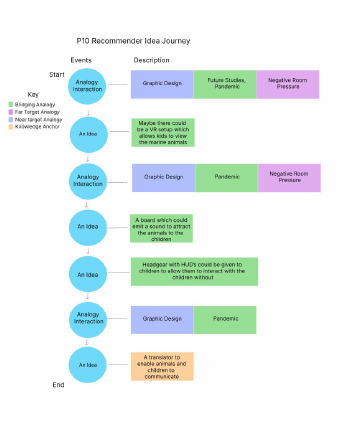 P10 Recommender Idea Journey
Events
Description
Start
Key
Bridging Analogy
Far Target Analogy
Near target Analogy
Knowledge Anchor
Analogy
Interaction
Graphic Design
Future Studies,
Pandemic
Negative Room
Pressure
An Idea
Maybe there could
be a VR setup which
allows kids to view
the marine animals
Analogy
Interaction
Graphic Design
Pandemic
Negative Room
Pressure
An Idea
A board which could
emit a sound to attract
the animals to the
children
An Idea
Headgear with HUD's could be given to
children to allow them to interact with the
children without
Analogy
Interaction
Graphic Design
Pandemic
An Idea
A translator to
enable animals and
children to
communicate
End